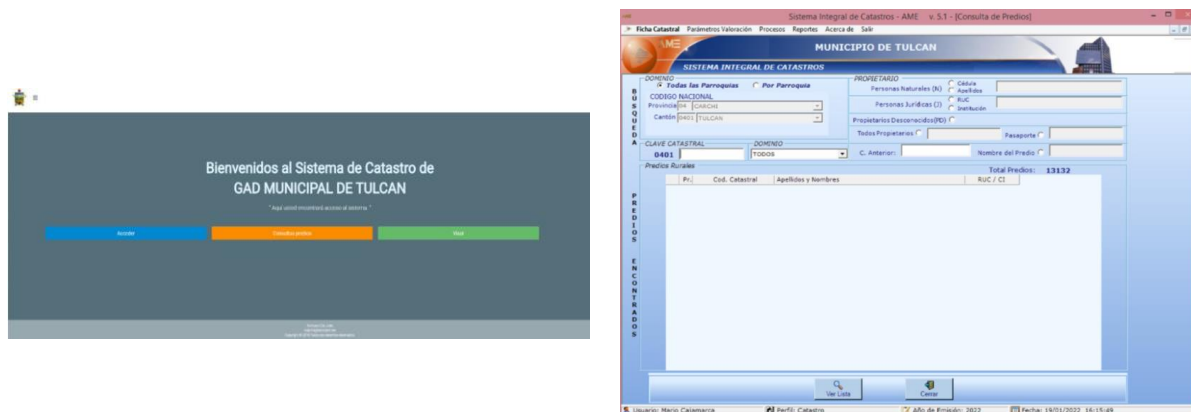 Bienvenidos al Sistema de Catastro de
GAD MUNICIPAL DE TULCAN
" Aquí usted encontrará acceso al sistema. "
Acceder
Consultas predios
Sistema Integral de Catastros - AME v. 5.1 - [Consulta de Predios]
Ficha Catastral Parámetros Valoración Procesos Reportes Acerca de Salir
AME
MUNICIPIO DE TULCAN
SISTEMA INTEGRAL DE CATASTROS
BUSQUEDA
DOMINIO
Todas las Parroquias Por Parroquia
CODIGO NACIONAL
Provincia 04 CARCHI
Cantón 0401 TULCAN
PROPIETARIO
Personas Naturales (N) Cédula
Apellidos
Personas Jurídicas (J) RUC
Institución
Propietarios Desconocidos(PD)
Todos Propietarios Pasaporte
CLAVE CATASTRAL DOMINIO
0401 TODOS C. Anterior: Nombre del Predio
Predios Rurales
Total Predios: 13132
Pr. Cod. Catastral Apellidos y Nombres RUC / CI
PREDIOS ENCONTRADOS
Ver Lista Cerrar
Usuario: Mario Cajamarca Perfil: Catastro Año de Emisión: 2022 Fecha: 19/01/2022 16:15:49